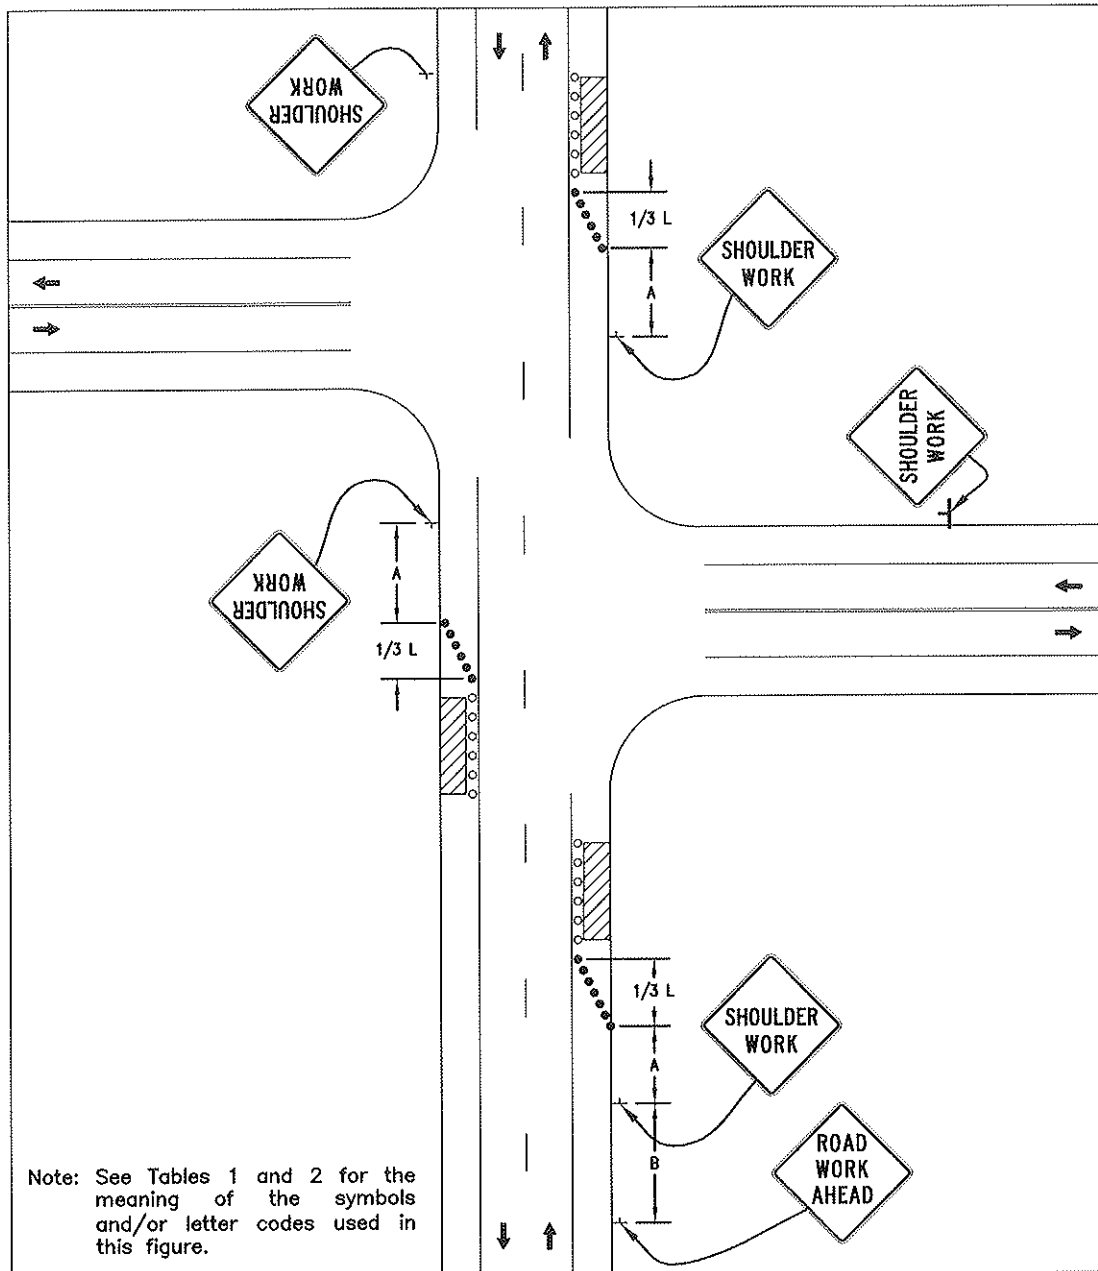 SHOULDER
WORK
1/3 L
A
SHOULDER
WORK
SHOULDER
WORK
SHOULDER
WORK
A
1/3 L
1/3 L
A
B
SHOULDER
WORK
ROAD
WORK
AHEAD
Note: See Tables 1 and 2 for the
meaning of the symbols
and/or letter codes used in
this figure.